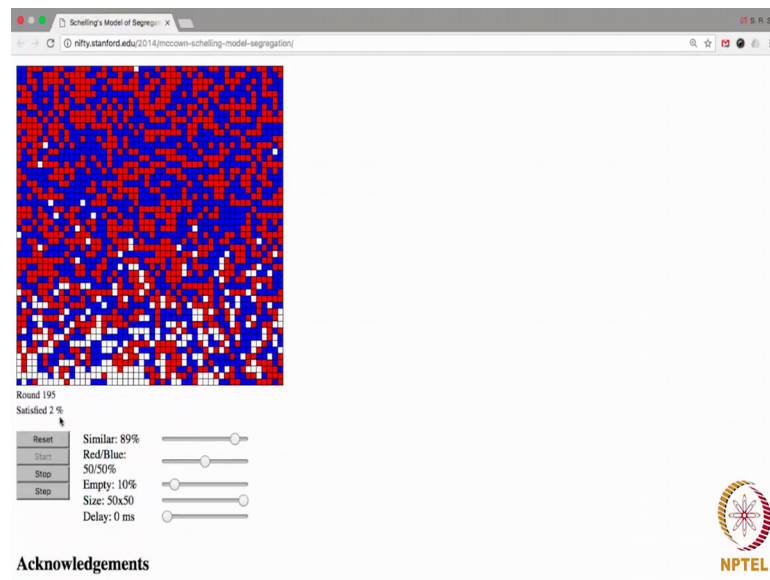 Schelling's Model of Segregat
S. R. S
nifty.stanford.edu/2014/mccown-schelling-model-segregation/
Round 195
Satisfied 2 %
Reset
Start
Stop
Step
Similar: 89%
Red/Blue:
50/50%
Empty: 10%
Size: 50x50
Delay: 0 ms
Acknowledgements
NPTEL